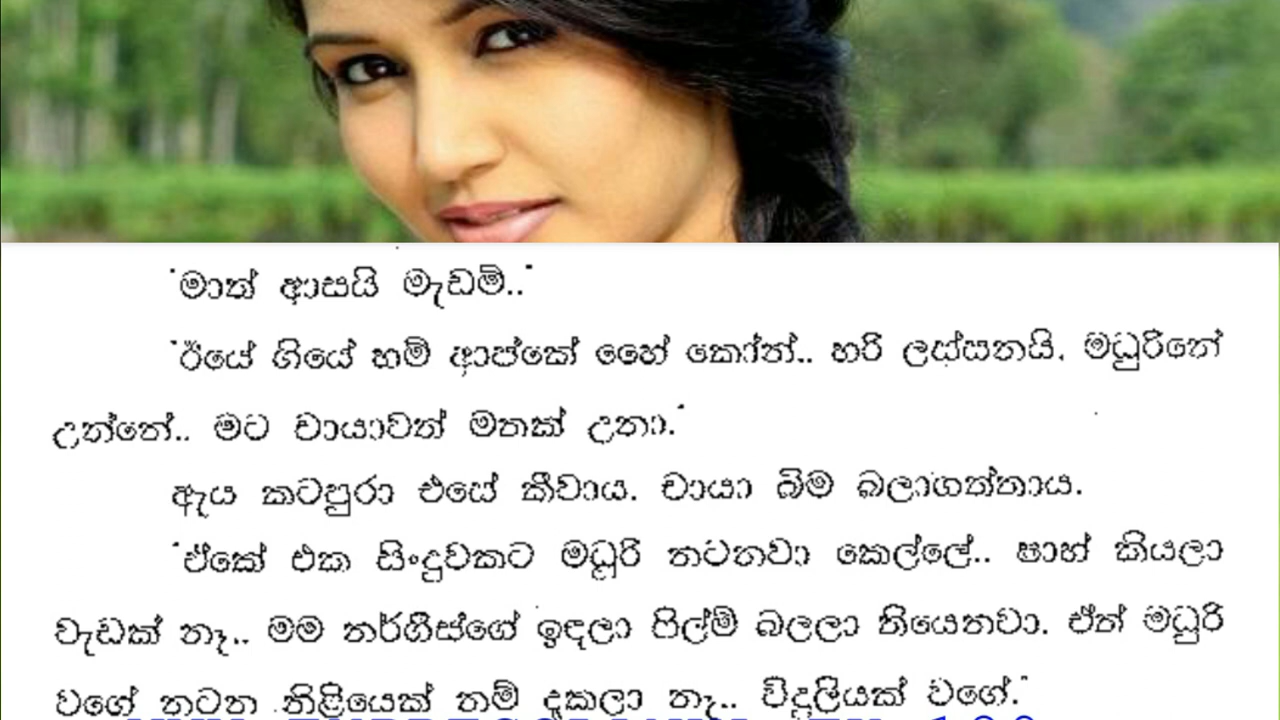 'මාත් ආසයි මැඩම්..'
'ඊයේ ගියේ හම් ආප්කේ හෛ කෝන්.. හරි ලස්සනයි. මධුරිනේ
උන්නේ.. මට චායාවත් මනක් උනා.'
ඇය කටපුරා එසේ කීවාය. චායා බිම බලාගත්තාය.
'ඒකේ එක සිංදුවකට මධුරි නටනවා කෙල්ලේ.. ෂාහ් කියලා
වැඩක් නෑ.. මම නර්ගීස්ගේ ඉඳලා ෆිල්ම් බලලා තියෙනවා. ඒත් මධුරි
වගේ නටන නිළියෙක් නම් දැකලා නෑ.. විදුලියක් වගේ.'